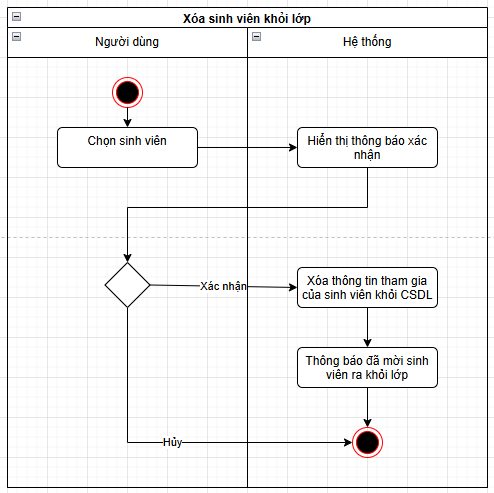 Xóa sinh viên khỏi lớp
Người dùng
Hệ thống
Chọn sinh viên
Hiển thị thông báo xác
nhận
Xác nhận
Xóa thông tin tham gia
của sinh viên khỏi CSDL
Thông báo đã mời sinh
viên ra khỏi lớp
Hủy